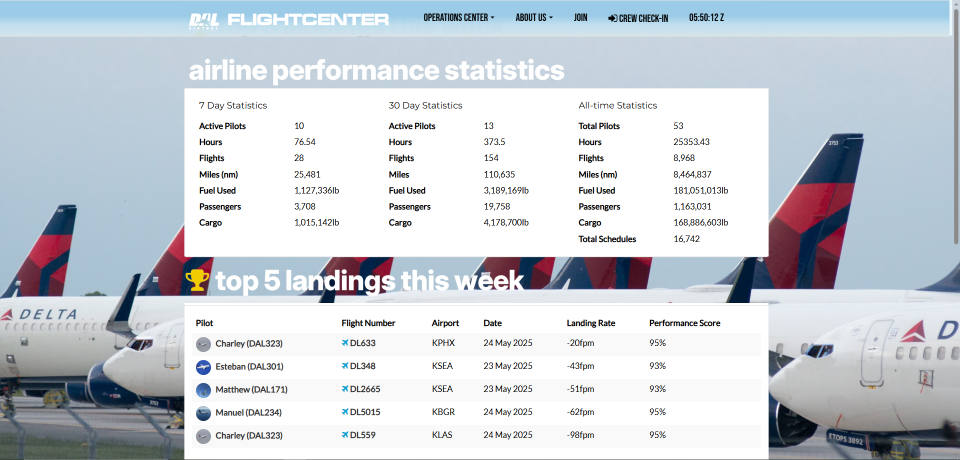 DAL FLIGHTCENTER OPERATIONS CENTER ABOUT US JOIN CREW CHECK-IN 05:50:12 Z
VIRTUAL
airline performance statistics
7 Day Statistics 30 Day Statistics All-time Statistics
Active Pilots 10 Active Pilots 13 Total Pilots 53
Hours 76.54 Hours 373.5 Hours 25353.43
Flights 28 Flights 154 Flights 8,968
Miles (nm) 25,481 Miles 110,635 Miles (nm) 8,464,837
Fuel Used 1,127,336lb Fuel Used 3,189,169lb Fuel Used 181,051,013lb
Passengers 3,708 Passengers 19,758 Passengers 1,163,031
Cargo 1,015,142lb Cargo 4,178,700lb Cargo 168,886,603lb
Total Schedules 16,742
3753
top 5 landings this week
DELTA
Pilot Flight Number Airport Date Landing Rate Performance Score
Charley (DAL323) DL633 KPHX 24 May 2025 -20fpm 95%
Esteban (DAL301) DL348 KSEA 23 May 2025 -43fpm 93%
Matthew (DAL171) DL2665 KSEA 23 May 2025 -51fpm 93%
Manuel (DAL234) DL5015 KBGR 24 May 2025 -62fpm 95%
Charley (DAL323) DL559 KLAS 24 May 2025 -98fpm 95%
ETOPS 3892